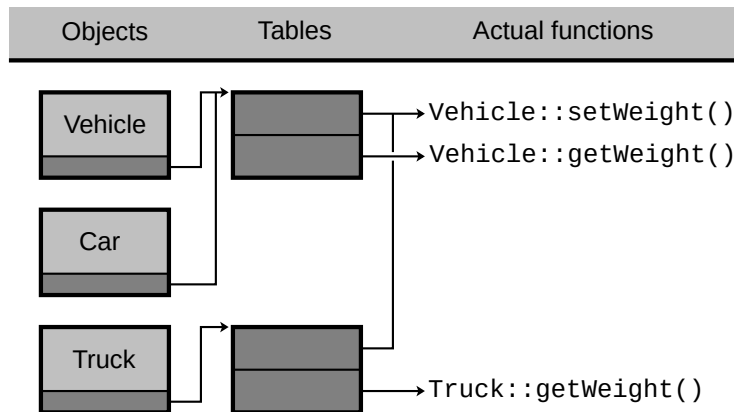 Objects Tables Actual functions
Vehicle
Vehicle::setWeight()
Vehicle::getWeight()
Car
Truck
Truck::getWeight()